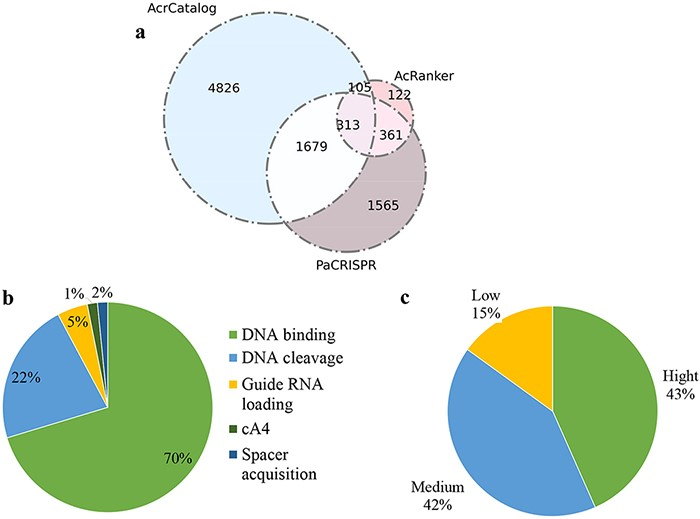 AcrCatalog
a
AcRanker
4826
105
122
313
361
1679
1565
PaCRISPR
b
1% 2%
5%
22%
70%
DNA binding
DNA cleavage
Guide RNA
loading
cA4
Spacer
acquisition
c
Low
15%
Hight
43%
Medium
42%